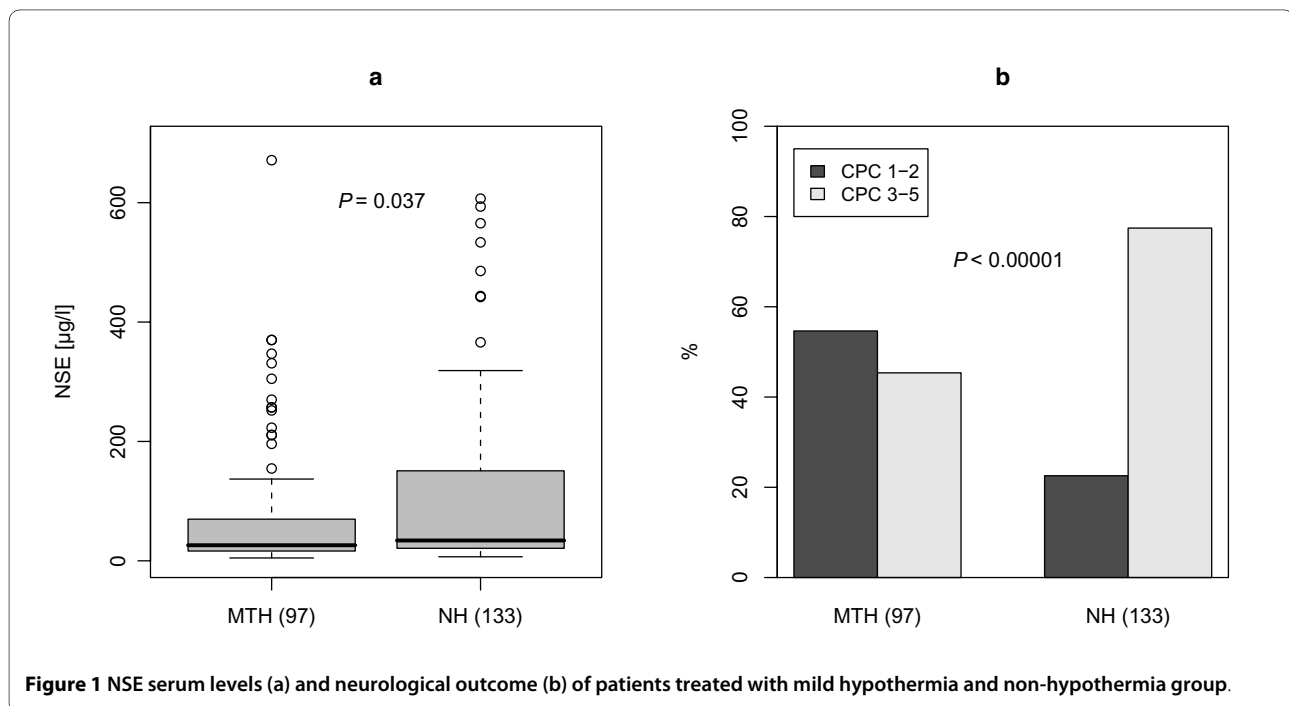 a
NSE [µg/l]
600
400
200
0
P = 0.037
MTH (97) NH (133)
b
%
100
80
60
40
20
0
CPC 1−2
CPC 3−5
P < 0.00001
MTH (97) NH (133)
Figure 1 NSE serum levels (a) and neurological outcome (b) of patients treated with mild hypothermia and non-hypothermia group.